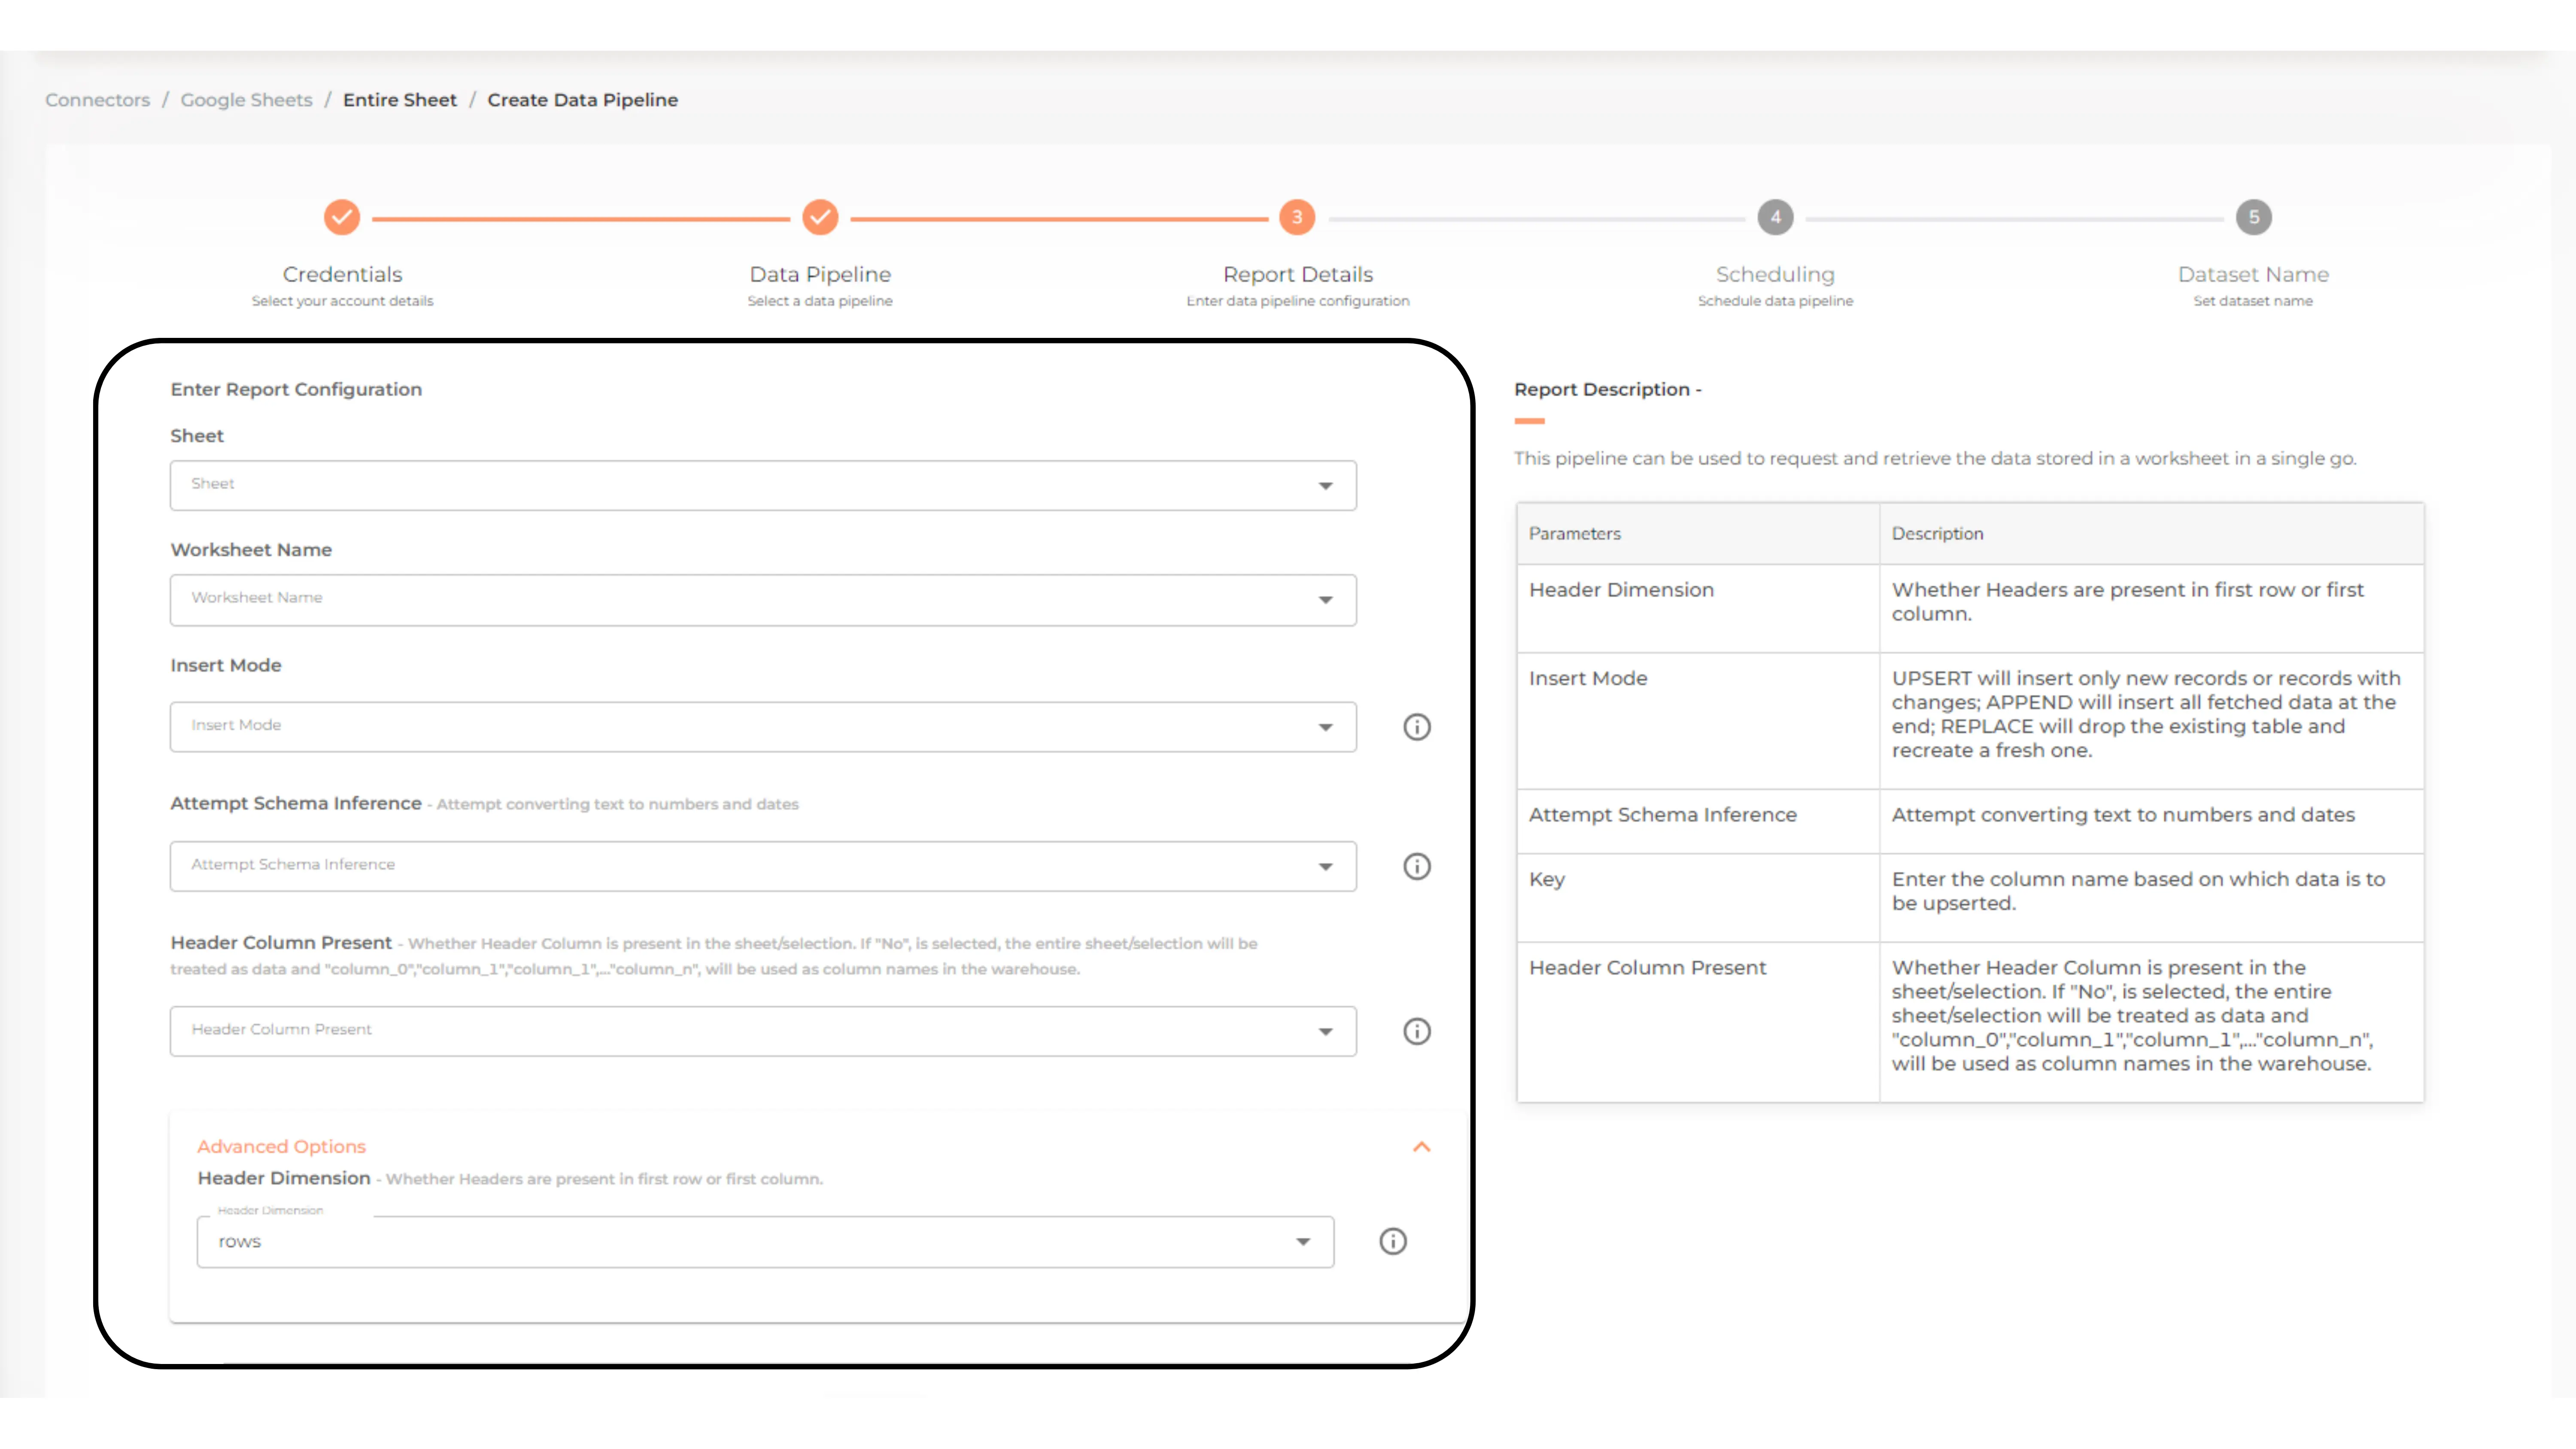 Connectors / Google Sheets / Entire Sheet / Create Data Pipeline
3
4
5
Credentials
Select your account details
Data Pipeline
Select a data pipeline
Report Details
Enter data pipeline configuration
Scheduling
Schedule data pipeline
Dataset Name
Set dataset name
Enter Report Configuration
Sheet
Sheet
Worksheet Name
Worksheet Name
Insert Mode
Insert Mode
Attempt Schema Inference - Attempt converting text to numbers and dates
Attempt Schema Inference
Header Column Present - Whether Header Column is present in the sheet/selection. If "No", is selected, the entire sheet/selection will be
treated as data and "column_0","column_1","column_1",..."column_n", will be used as column names in the warehouse.
Header Column Present
Advanced Options
Header Dimension - Whether Headers are present in first row or first column.
Header Dimension
rows
Report Description -
This pipeline can be used to request and retrieve the data stored in a worksheet in a single go.
Parameters
Description
Header Dimension
Whether Headers are present in first row or first
column.
Insert Mode
UPSERT will insert only new records or records with
changes; APPEND will insert all fetched data at the
end; REPLACE will drop the existing table and
recreate a fresh one.
Attempt Schema Inference
Attempt converting text to numbers and dates
Key
Enter the column name based on which data is to
be upserted.
Header Column Present
Whether Header Column is present in the
sheet/selection. If "No", is selected, the entire
sheet/selection will be treated as data and
"column_0","column_1","column_1",..."column_n",
will be used as column names in the warehouse.